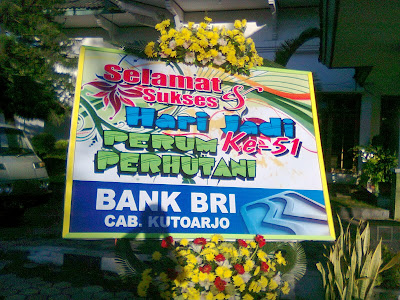 Selamat &
Sukses
Hari Jadi
Ke-51
PERUM
PERHUTANI
BANK BRI
CAB. KUTOARJO